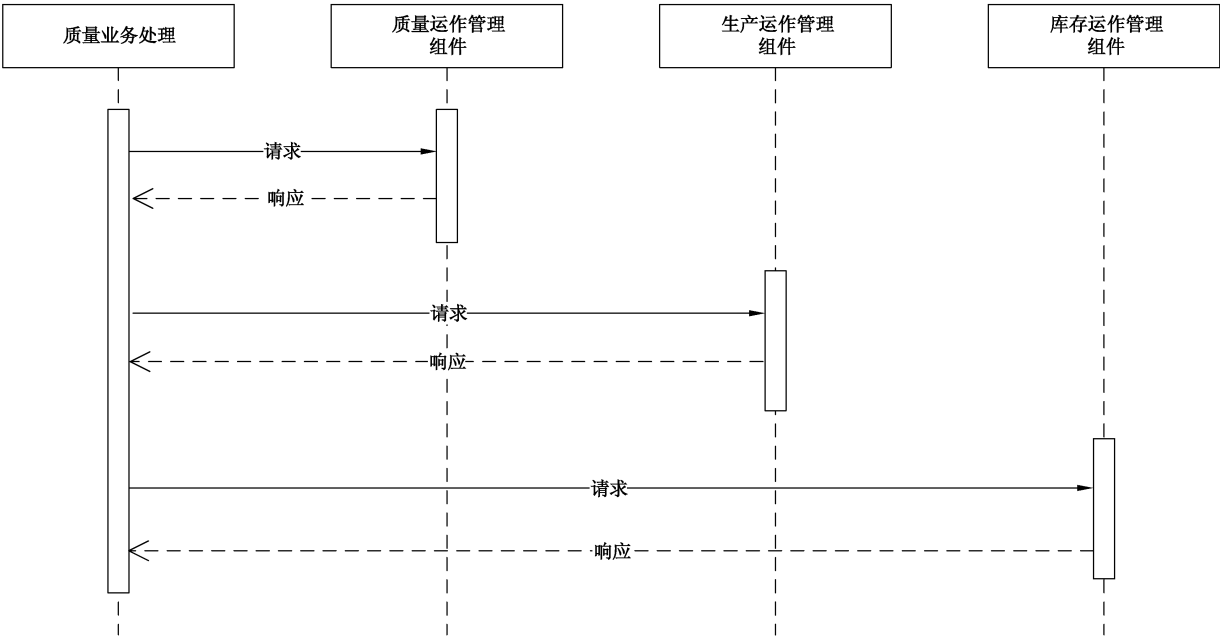 质量业务处理
质量运作管理
组件
生产运作管理
组件
库存运作管理
组件
请求
响应
请求
响应
请求
响应